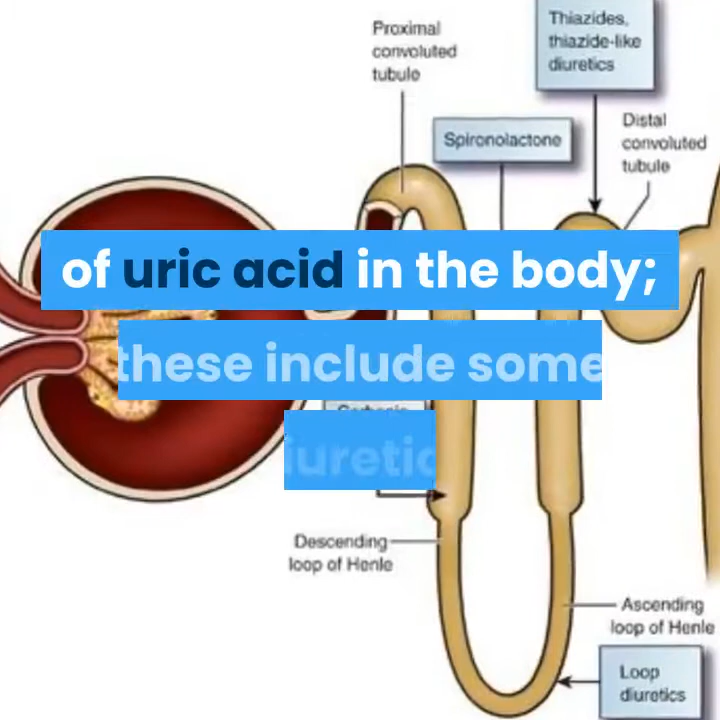 Proximal
convoluted
tubule
Thiazides,
thiazide-like
diuretics
Spironolactone
Distal
convoluted
tubule
of uric acid in the body;
these include some
Descending
loop of Henle
Ascending
loop of Henle
Loop
diuretics